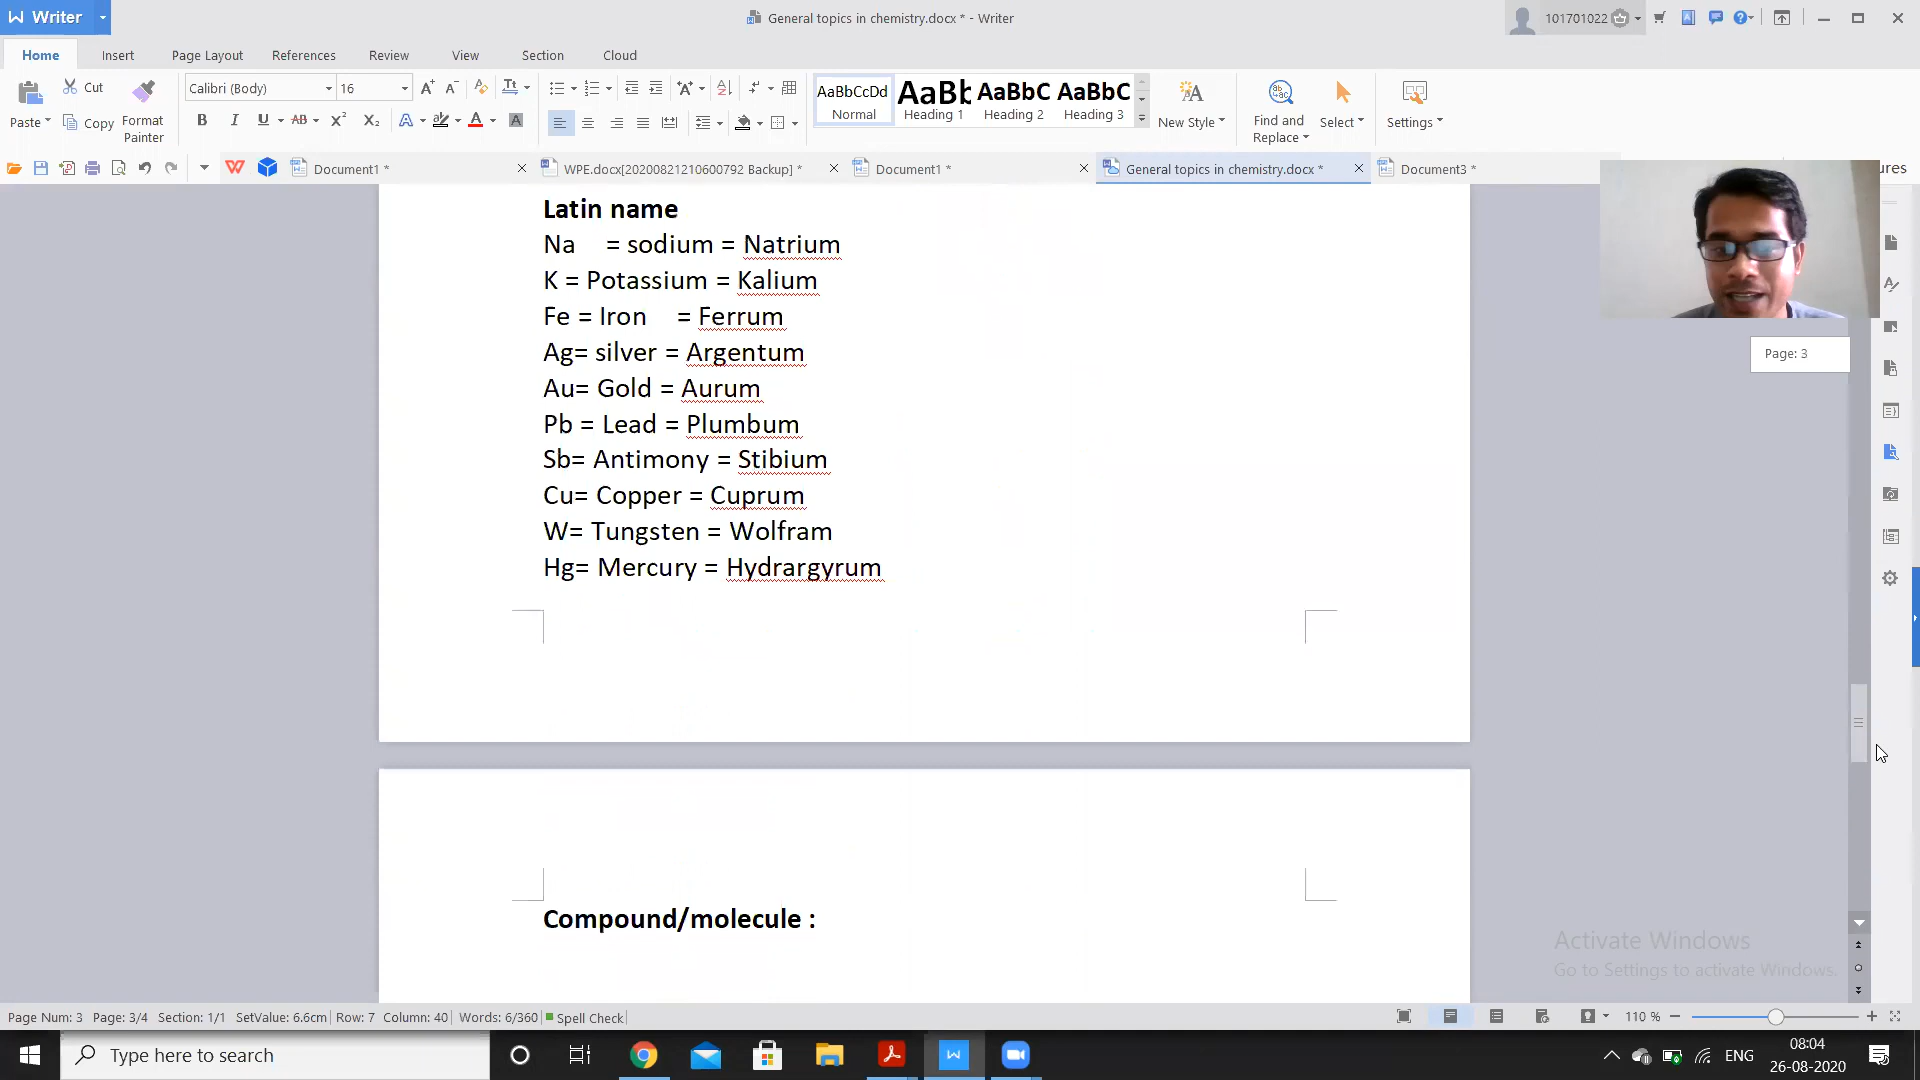 Writer
General topics in chemistry.docx * - Writer
101701022
Home
Insert
Page Layout
References
Review
View
Section
Cloud
Paste
Cut
Copy
Format
Painter
Calibri (Body)
16
AaBbCcDd
Normal
AaBb
Heading 1
AaBbC
Heading 2
AaBbC
Heading 3
New Style
Find and
Replace
Select
Settings
Document1 *
WPE.docx[20200821210600792 Backup] *
Document1 *
General topics in chemistry.docx *
Document3 *
ures
Latin name
Na = sodium = Natrium
K = Potassium = Kalium
Fe = Iron = Ferrum
Ag= silver = Argentum
Au= Gold = Aurum
Pb = Lead = Plumbum
Sb= Antimony = Stibium
Cu= Copper = Cuprum
W= Tungsten = Wolfram
Hg= Mercury = Hydrargyrum
Page: 3
Compound/molecule :
Activate Windows
Go to Settings to activate Windows.
Page Num: 3 Page: 3/4 Section: 1/1 SetValue: 6.6cm Row: 7 Column: 40 Words: 6/360 Spell Check
110 %
Type here to search
ENG
08:04
26-08-2020